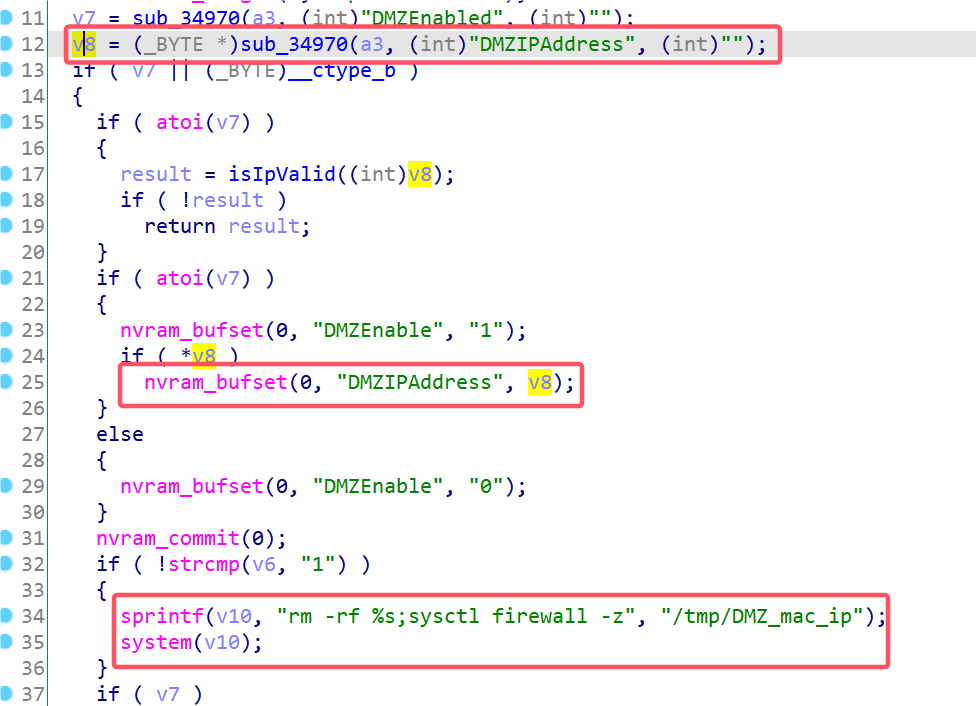 11 v7 = sub_34970(a3, (int)"DMZEnabled", (int)"");
12 v8 = (_BYTE *)sub_34970(a3, (int)"DMZIPAddress", (int)"");
13 if ( v7 || (_BYTE)__ctype_b )
14 {
15 if ( atoi(v7) )
16 {
17 result = isIpValid((int)v8);
18 if ( !result )
19 return result;
20 }
21 if ( atoi(v7) )
22 {
23 nvram_bufset(0, "DMZEnable", "1");
24 if ( *v8 )
25 nvram_bufset(0, "DMZIPAddress", v8);
26 }
27 else
28 {
29 nvram_bufset(0, "DMZEnable", "0");
30 }
31 nvram_commit(0);
32 if ( !strcmp(v6, "1") )
33 {
34 sprintf(v10, "rm -rf %s;sysctl firewall -z", "/tmp/DMZ_mac_ip");
35 system(v10);
36 }
37 if ( v7 )